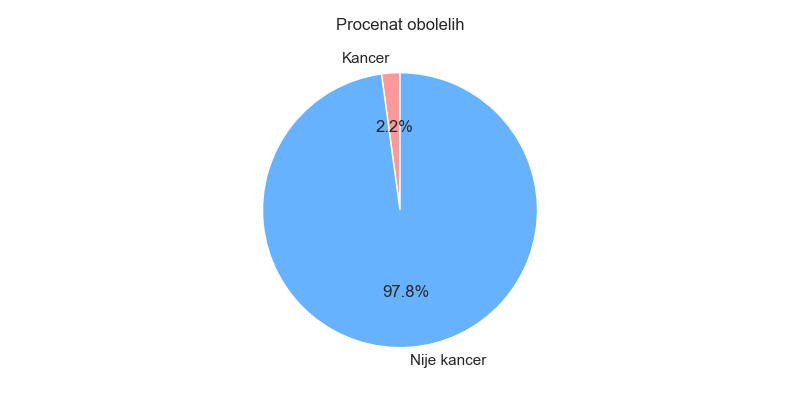 Procenat obolelih
Kancer
2.2%
97.8%
Nije kancer